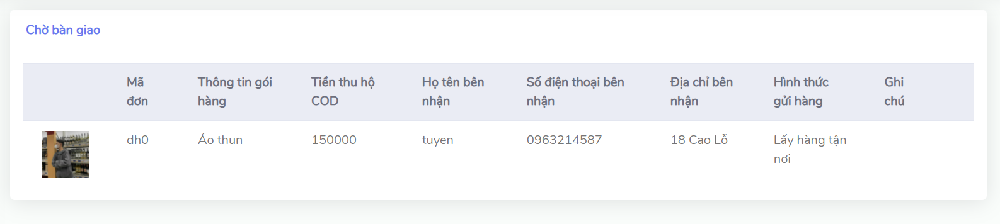 Chờ bàn giao
Mã đơn Thông tin gói hàng Tiền thu hộ COD Họ tên bên nhận Số điện thoại bên nhận Địa chỉ bên nhận Hình thức gửi hàng Ghi chú
dh0 Áo thun 150000 tuyen 0963214587 18 Cao Lỗ Lấy hàng tận nơi